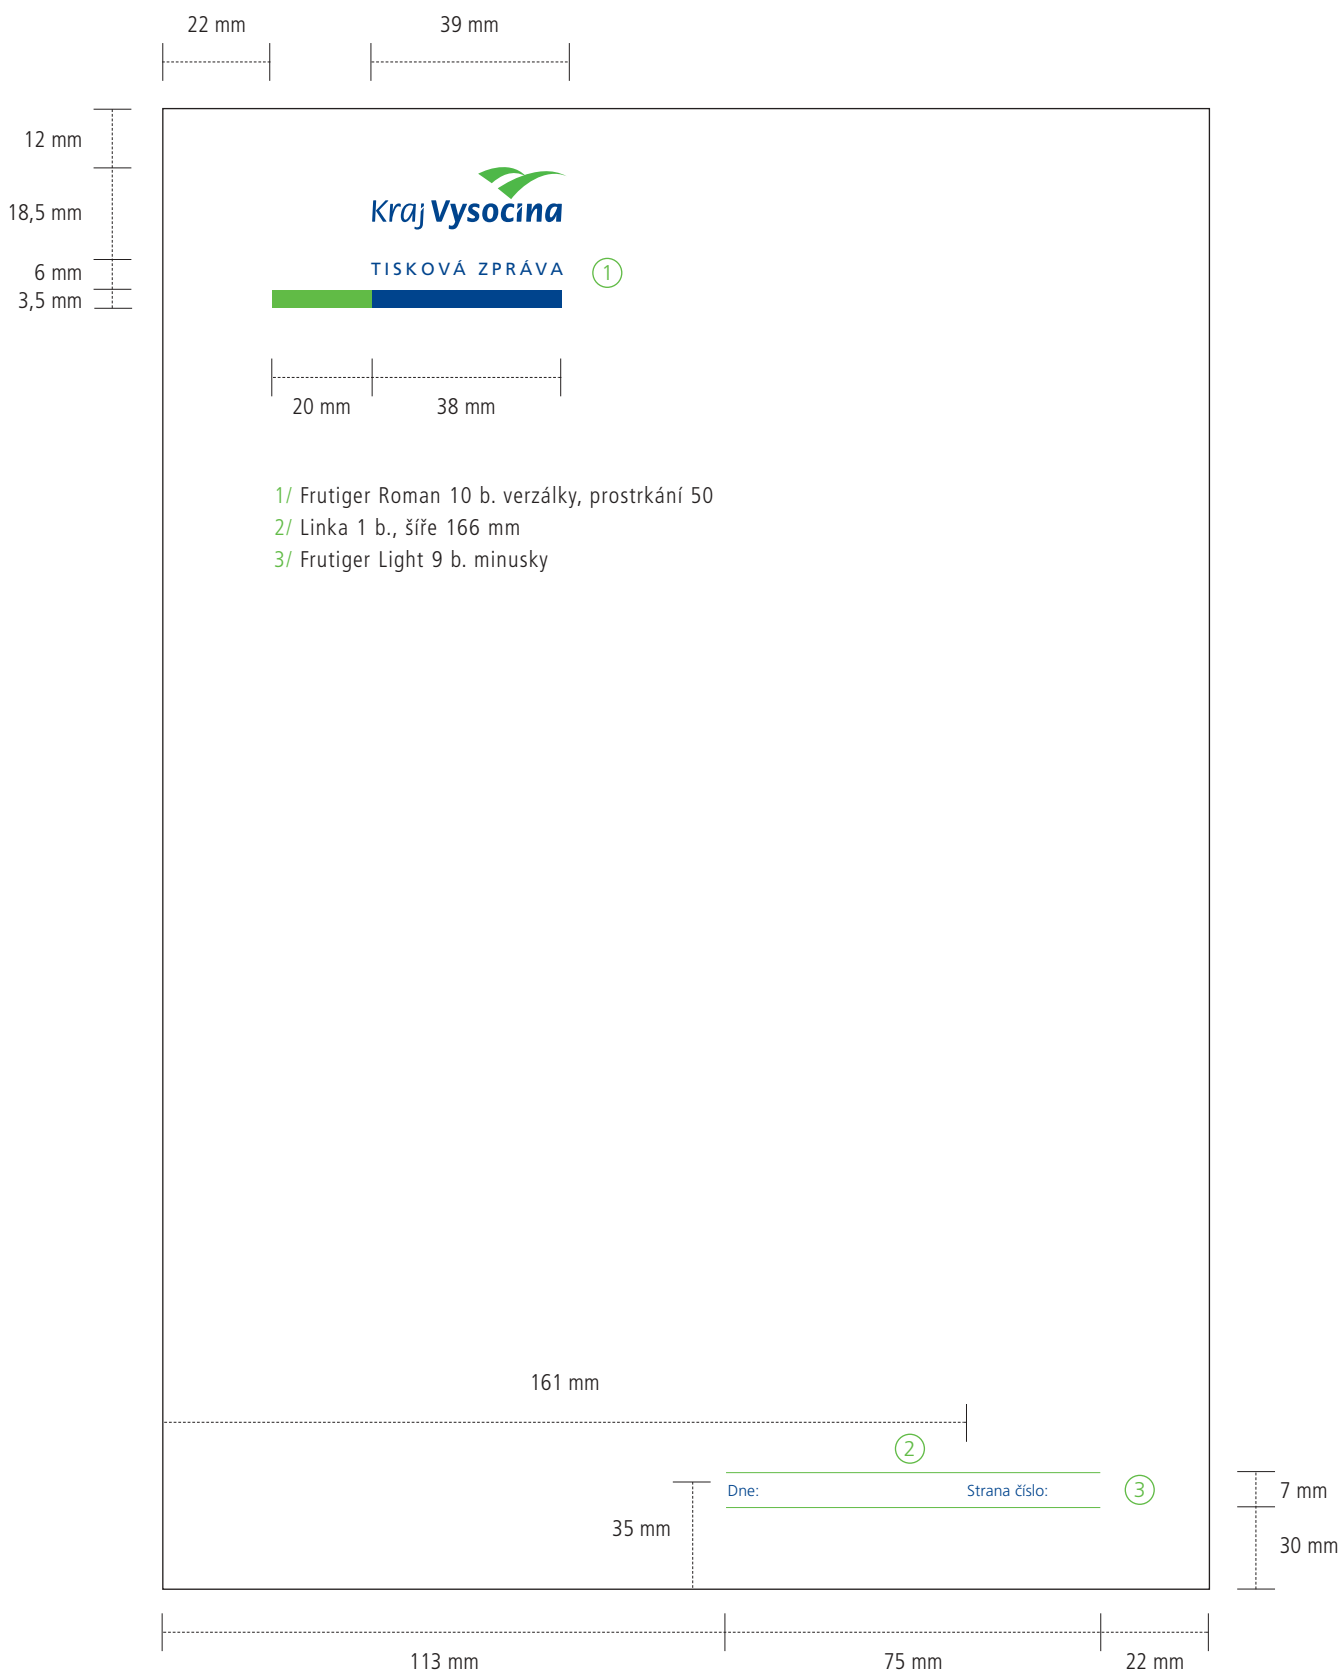 22 mm 39 mm
12 mm
18,5 mm
6 mm
3,5 mm
Kraj Vysočina
TISKOVÁ ZPRÁVA 1
20 mm 38 mm
1/ Frutiger Roman 10 b. verzálky, prostrkání 50
2/ Linka 1 b., šíře 166 mm
3/ Frutiger Light 9 b. minusky
161 mm
2
Dne: Strana číslo: 3
7 mm
35 mm
30 mm
113 mm 75 mm 22 mm